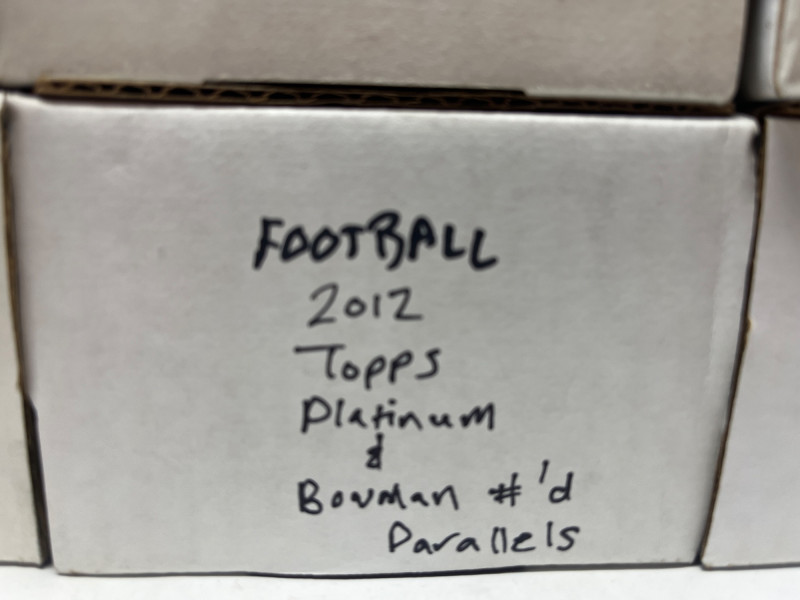 FOOTBALL
2012
Topps
Platinum
&
Bowman #'d
Parallels